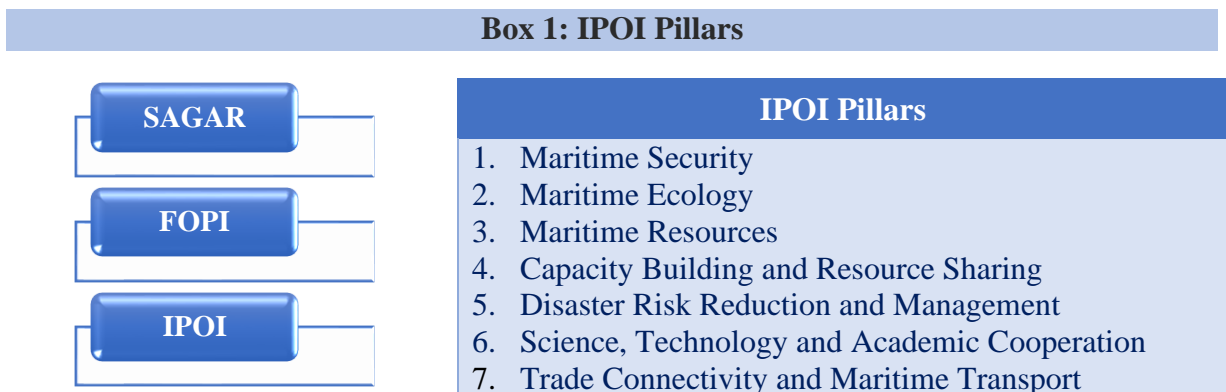 Box 1: IPOI Pillars
SAGAR
FOPI
IPOI
IPOI Pillars
1. Maritime Security
2. Maritime Ecology
3. Maritime Resources
4. Capacity Building and Resource Sharing
5. Disaster Risk Reduction and Management
6. Science, Technology and Academic Cooperation
7. Trade Connectivity and Maritime Transport